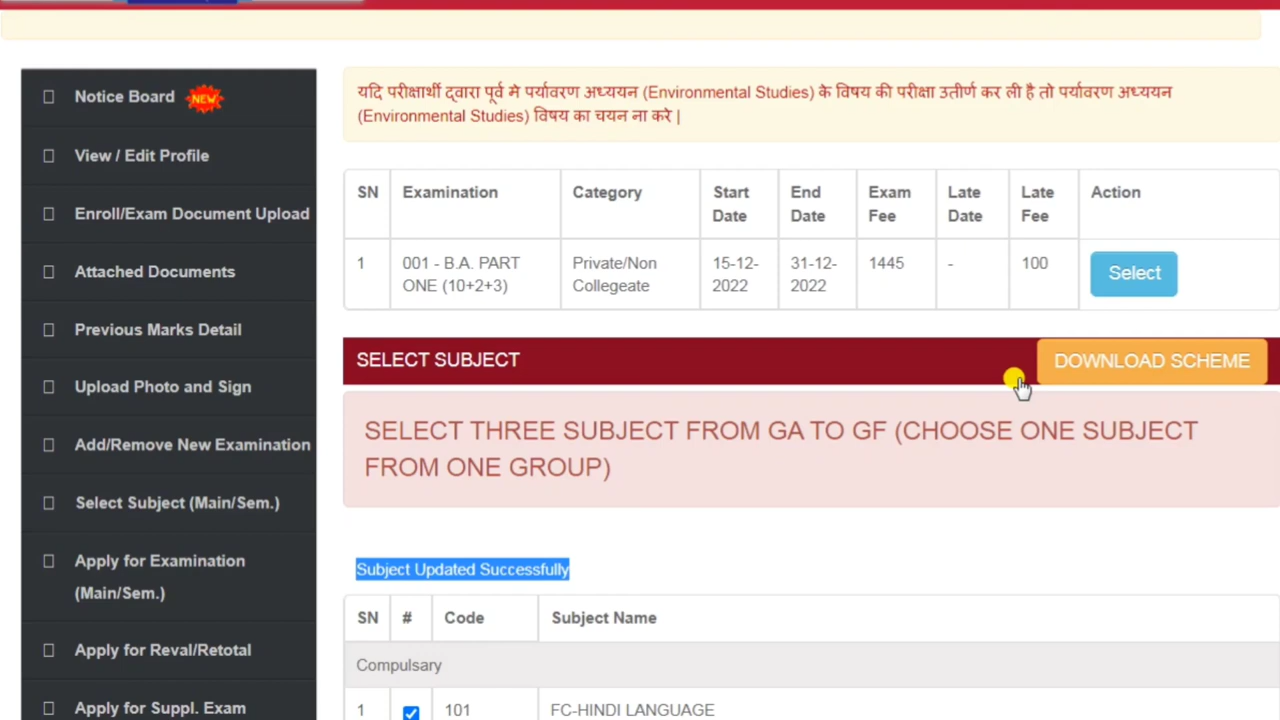 Notice Board NEW
View / Edit Profile
Enroll/Exam Document Upload
Attached Documents
Previous Marks Detail
Upload Photo and Sign
Add/Remove New Examination
Select Subject (Main/Sem.)
Apply for Examination
(Main/Sem.)
Apply for Reval/Retotal
Apply for Suppl. Exam
यदि परीक्षार्थी द्वारा पूर्व मे पर्यावरण अध्ययन (Environmental Studies) के विषय की परीक्षा उतीर्ण कर ली है तो पर्यावरण अध्ययन
(Environmental Studies) विषय का चयन ना करे |
SN Examination Category Start Date End Date Exam Fee Late Date Late Fee Action
1 001 - B.A. PART ONE (10+2+3) Private/Non Collegeate 15-12-2022 31-12-2022 1445 - 100 Select
SELECT SUBJECT DOWNLOAD SCHEME
SELECT THREE SUBJECT FROM GA TO GF (CHOOSE ONE SUBJECT
FROM ONE GROUP)
Subject Updated Successfully
SN # Code Subject Name
Compulsary
1 101 FC-HINDI LANGUAGE